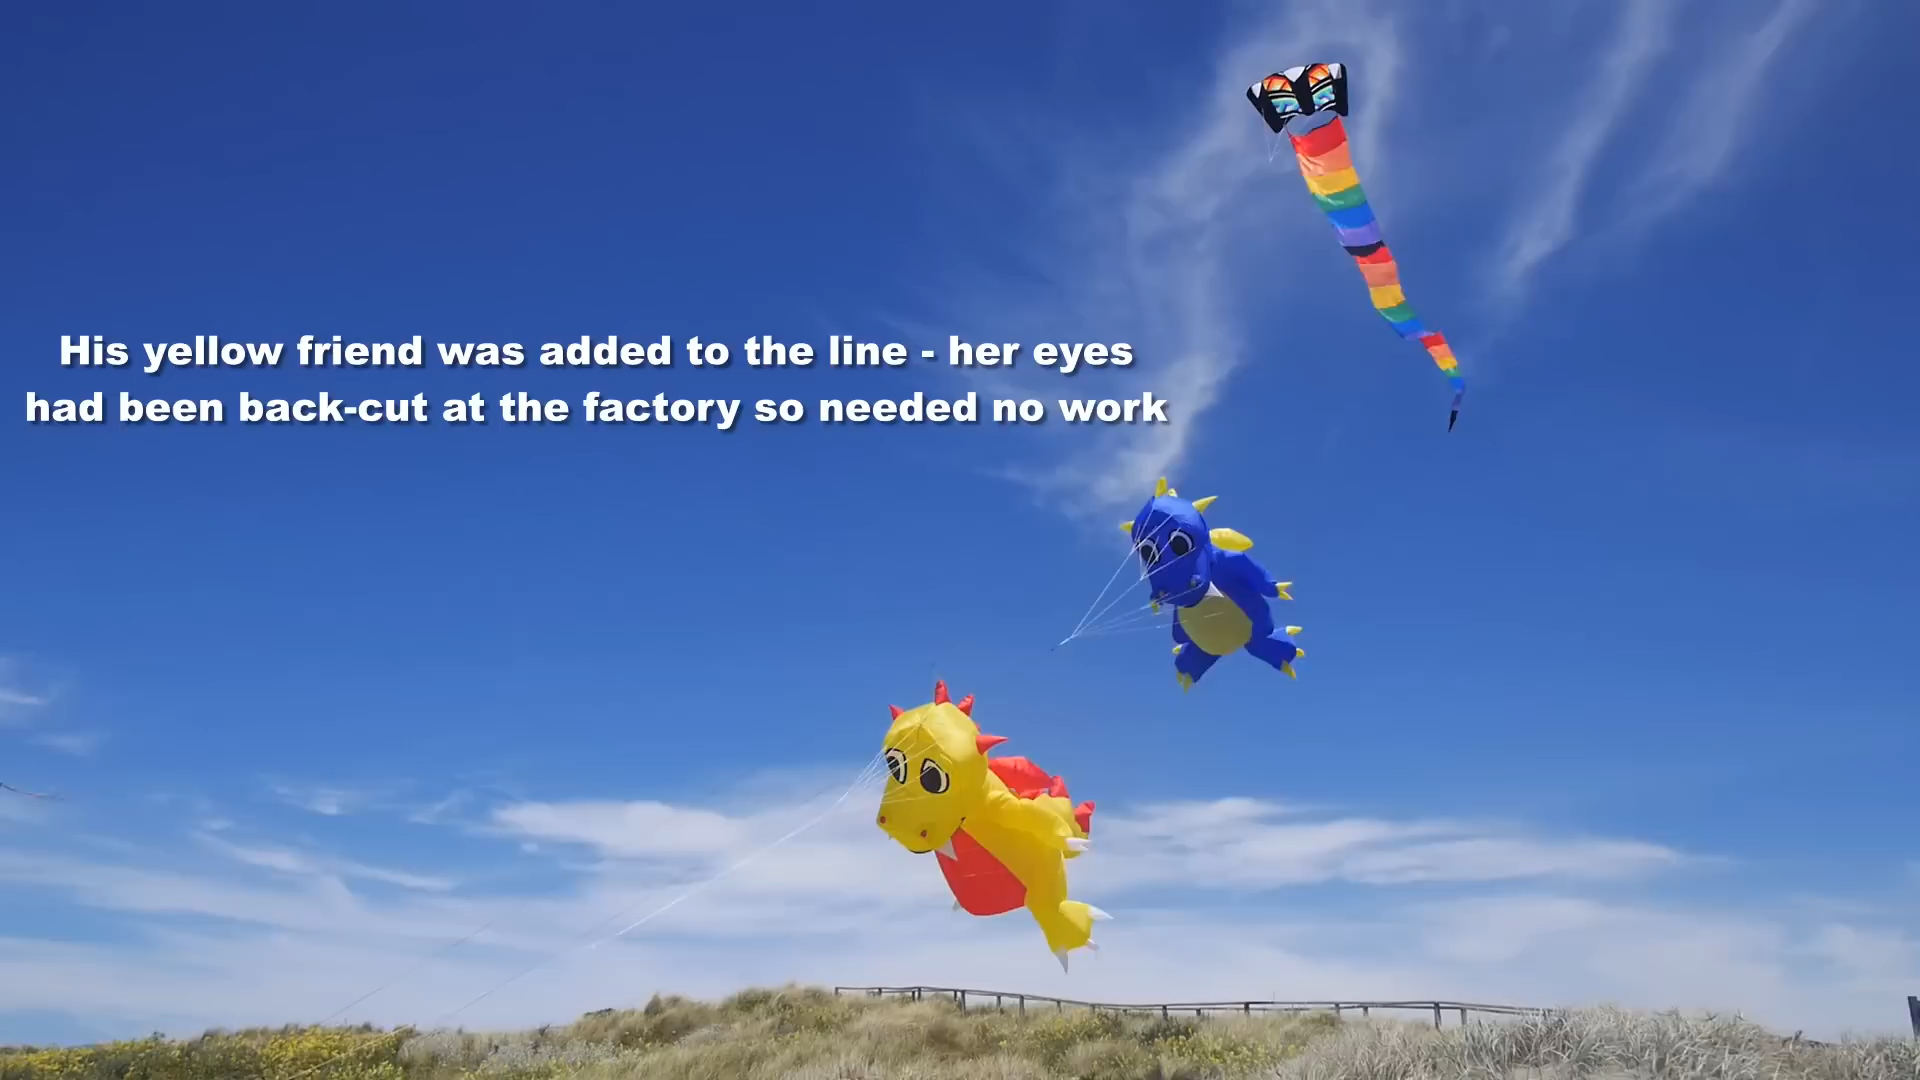 His yellow friend was added to the line - her eyes
had been back-cut at the factory so needed no work